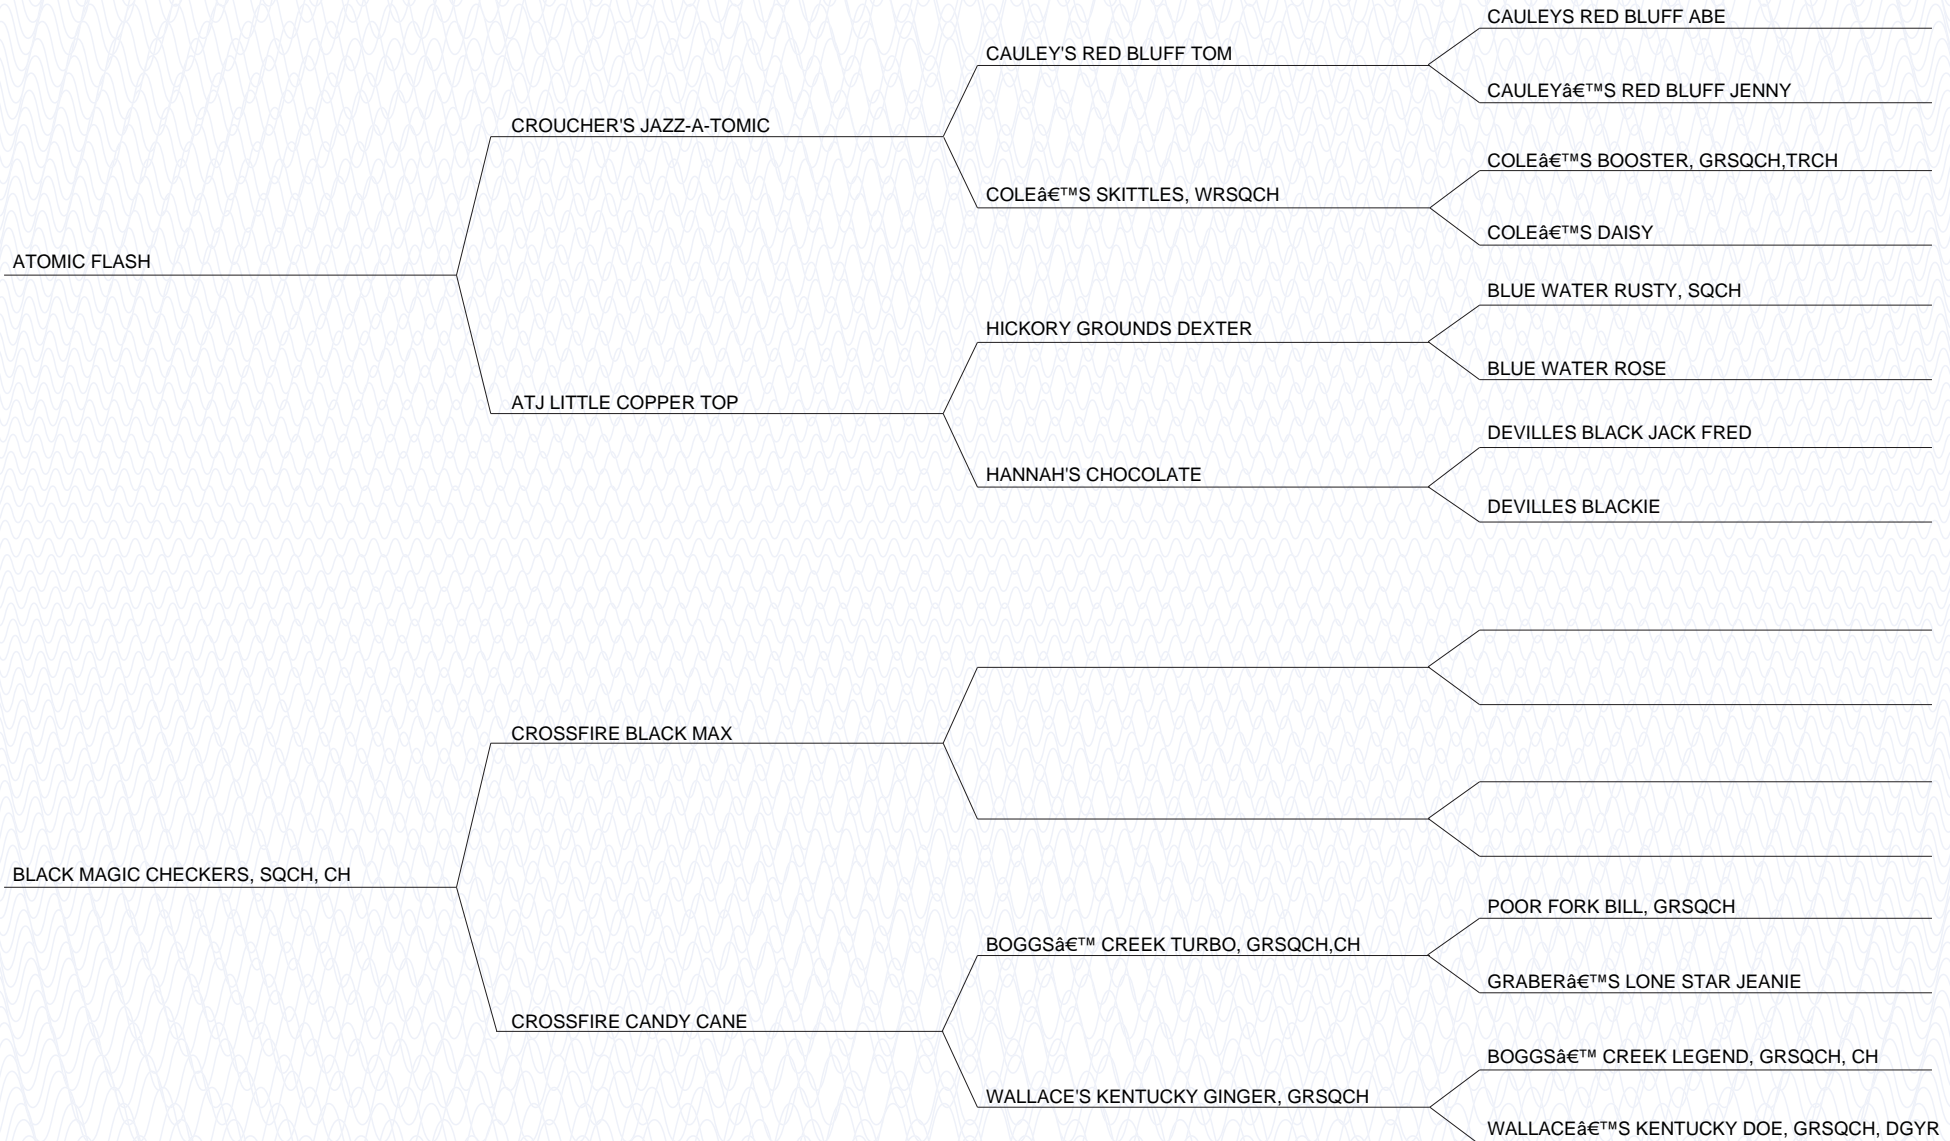 CAULEYS RED BLUFF ABE
CAULEY'S RED BLUFF TOM
CAULEYâ€™S RED BLUFF JENNY
CROUCHER'S JAZZ-A-TOMIC
COLEâ€™S BOOSTER, GRSQCH,TRCH
COLEâ€™S SKITTLES, WRSQCH
COLEâ€™S DAISY
ATOMIC FLASH
BLUE WATER RUSTY, SQCH
HICKORY GROUNDS DEXTER
BLUE WATER ROSE
ATJ LITTLE COPPER TOP
DEVILLES BLACK JACK FRED
HANNAH'S CHOCOLATE
DEVILLES BLACKIE
CROSSFIRE BLACK MAX
BLACK MAGIC CHECKERS, SQCH, CH
POOR FORK BILL, GRSQCH
BOGGSâ€™ CREEK TURBO, GRSQCH,CH
GRABERâ€™S LONE STAR JEANIE
CROSSFIRE CANDY CANE
BOGGSâ€™ CREEK LEGEND, GRSQCH, CH
WALLACE'S KENTUCKY GINGER, GRSQCH
WALLACEâ€™S KENTUCKY DOE, GRSQCH, DGYR